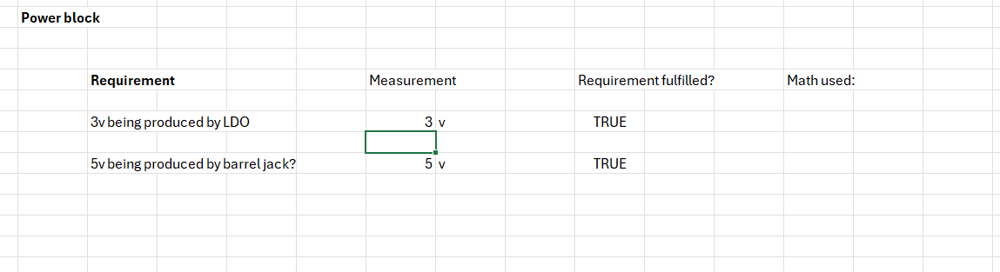 Power block
Requirement Measurement Requirement fulfilled? Math used:
3v being produced by LDO 3 v TRUE
5v being produced by barrel jack? 5 v TRUE